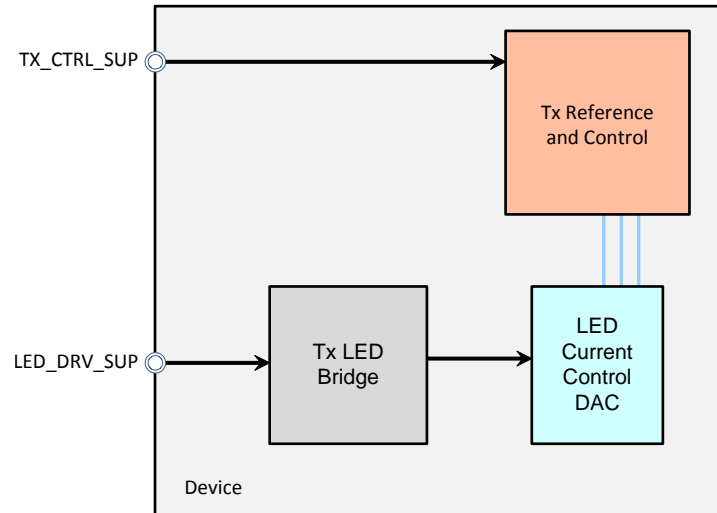 TX_CTRL_SUP
Tx Reference
and Control
LED_DRV_SUP
Tx LED
Bridge
LED
Current
Control
DAC
Device